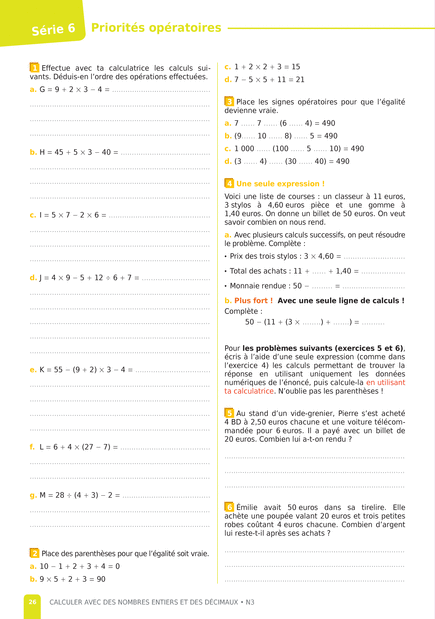 Série 6
Priorités opératoires
1 Effectue avec ta calculatrice les calculs sui-
vants. Déduis-en l'ordre des opérations effectuées.
a. G = 9 ÷ 2 × 3 − 4 = ..........................................
b. H = 45 + 5 × 3 − 40 = ......................................
c. I = 5 × 7 − 2 × 6 = ...........................................
d. J = 4 × 9 − 5 + 12 ÷ 6 + 7 = .............................
e. K = 55 − (9 + 2) × 3 − 4 = ................................
f. L = 6 + 4 × (27 − 7) = .......................................
g. M = 28 ÷ (4 + 3) − 2 = ......................................
2 Place des parenthèses pour que l'égalité soit vraie.
a. 10 − 1 + 2 + 3 + 4 = 0
b. 9 × 5 + 2 + 3 = 90
c. 1 + 2 × 2 + 3 = 15
d. 7 − 5 × 5 + 11 = 21
3 Place les signes opératoires pour que l'égalité
devienne vraie.
a. 7 ...... 7 ...... (6 ...... 4) = 490
b. (9...... 10 ...... 8) ...... 5 = 490
c. 1 000 ...... (100 ...... 5 ...... 10) = 490
d. (3 ...... 4) ...... (30 ...... 40) = 490
4 Une seule expression !
Voici une liste de courses : un classeur à 11 euros,
3 stylos à 4,60 euros pièce et une gomme à
1,40 euros. On donne un billet de 50 euros. On veut
savoir combien on nous rend.
a. Avec plusieurs calculs successifs, on peut résoudre
le problème. Complète :
• Prix des trois stylos : 3 × 4,60 = ..........................
• Total des achats : 11 + ...... + 1,40 = ...................
• Monnaie rendue : 50 − ......... = ...........................
b. Plus fort ! Avec une seule ligne de calculs !
Complète :
50 − (11 + (3 × ........) + .......) = ..........
Pour les problèmes suivants (exercices 5 et 6),
écris à l'aide d'une seule expression (comme dans
l'exercice 4) les calculs permettant de trouver la
réponse en utilisant uniquement les données
numériques de l'énoncé, puis calcule-la en utilisant
ta calculatrice. N'oublie pas les parenthèses !
5 Au stand d'un vide-grenier, Pierre s'est acheté
4 BD à 2,50 euros chacune et une voiture télécom-
mandée pour 6 euros. Il a payé avec un billet de
20 euros. Combien lui a-t-on rendu ?
6 Émilie avait 50 euros dans sa tirelire. Elle
achète une poupée valant 20 euros et trois petites
robes coûtant 4 euros chacune. Combien d'argent
lui reste-t-il après ses achats ?
26 CALCULER AVEC DES NOMBRES ENTIERS ET DES DÉCIMAUX • N3